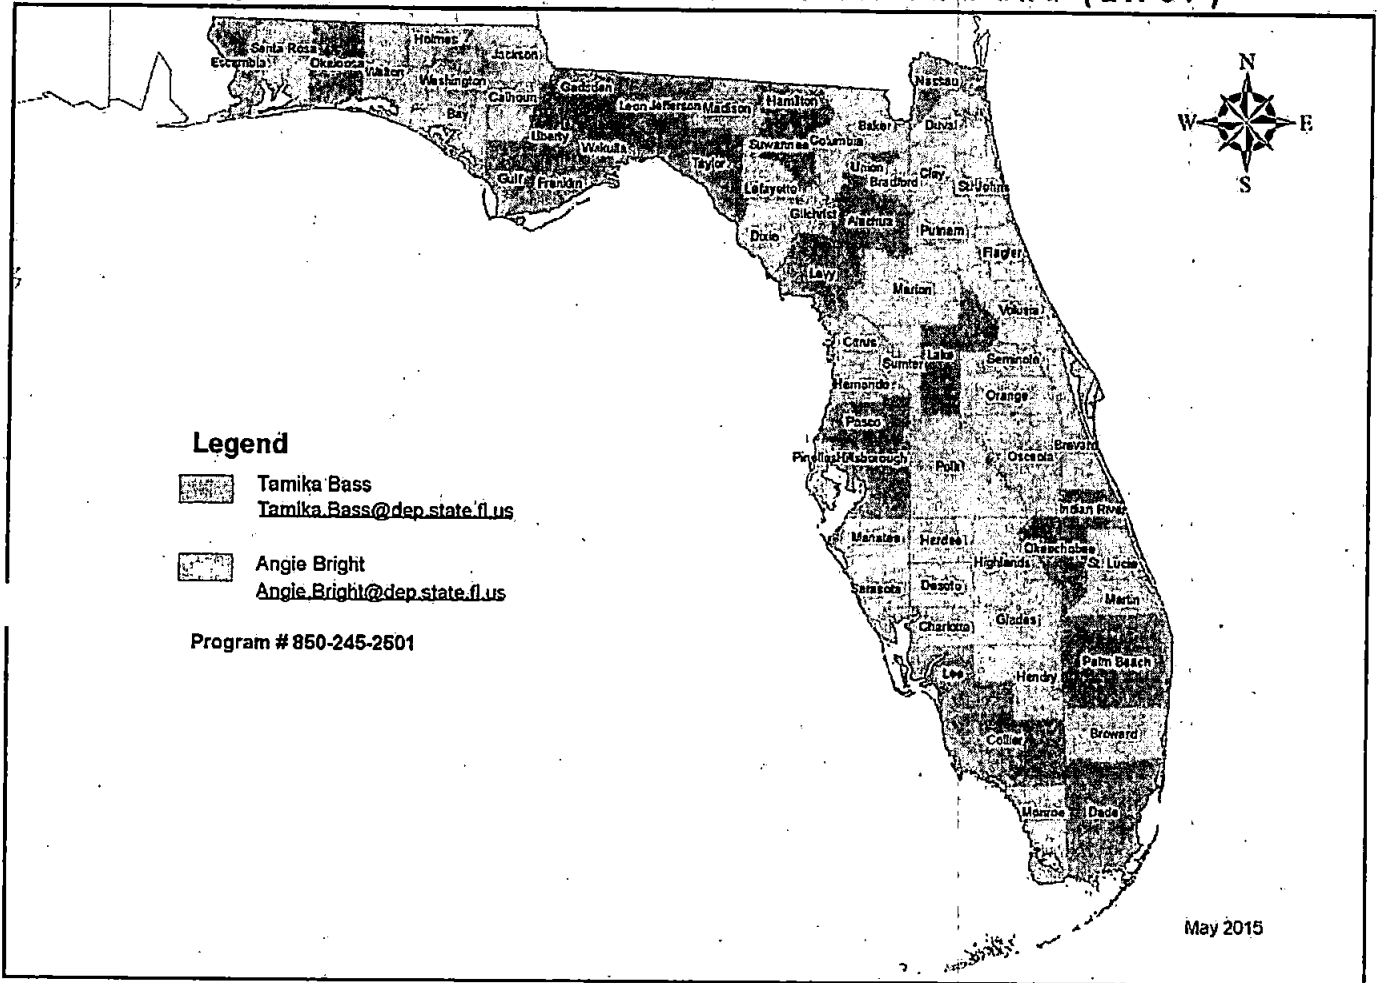 N
W E
S
Holmes
Santa Rosa
Jackson
Escambia
Okaloosa
Walton
Washington
Gadsden
Calhoun
Leon Jefferson Madison
Hamilton
Nassau
Bay
Liberty
Baker
Duval
Wakulla
Suwannee
Columbia
Taylor
Union
Gulf
Franklin
Lafayette
Bradford
Clay
St Johns
Gilchrist
Alachua
Putnam
Dixie
Flagler
Levy
Marion
Volusia
Citrus
Sumter
Lake
Seminole
Hernando
Orange
Pasco
Brevard
Pinellas
Hillsborough
Polk
Osceola
Indian River
Manatee
Hardee
Okeechobee
Highlands
St. Lucie
Sarasota
Desoto
Martin
Charlotte
Glades
Palm Beach
Lee
Hendry
Collier
Broward
Monroe
Dade
Legend
Tamika Bass
Tamika.Bass@dep.state.fl.us
Angie Bright
Angie.Bright@dep.state.fl.us
Program # 850-245-2501
May 2015